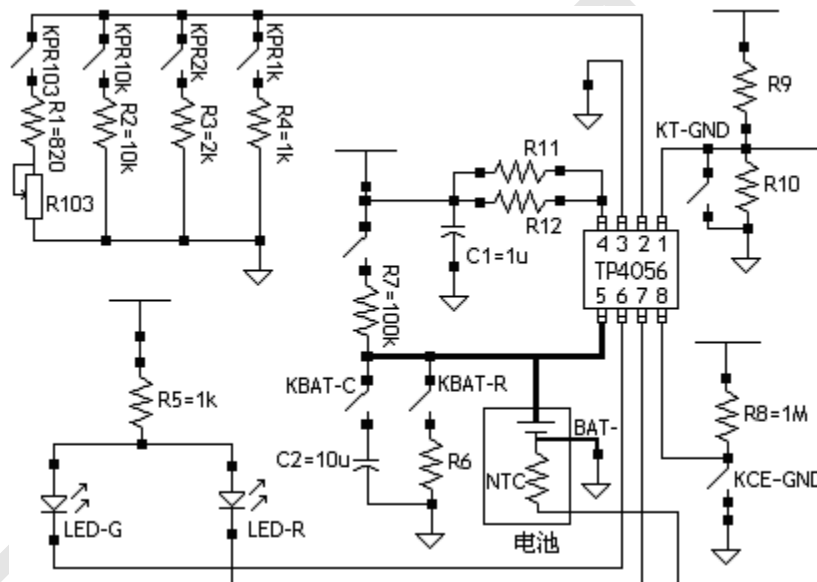 KPR103
KPR10k
KPR2k
KPR1k
R1=820
R2=10k
R3=2k
R4=1k
R103
R9
KT-GND
R10
R11
R12
C1=1u
4 3 2 1
TP4056
5 6 7 8
R7=100k
R5=1k
KBAT-C
KBAT-R
BAT-
R8=1M
C2=10u
R6
NTC
KCE-GND
LED-G
LED-R
电池